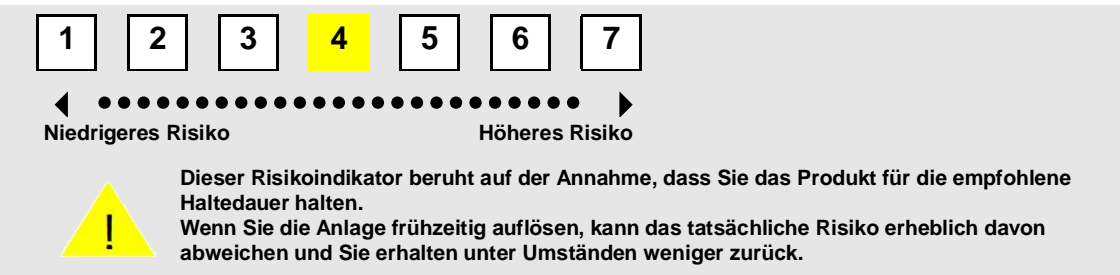 1 2 3 4 5 6 7
Niedrigeres Risiko Höheres Risiko
Dieser Risikoindikator beruht auf der Annahme, dass Sie das Produkt für die empfohlene
Haltedauer halten.
Wenn Sie die Anlage frühzeitig auflösen, kann das tatsächliche Risiko erheblich davon
abweichen und Sie erhalten unter Umständen weniger zurück.
!